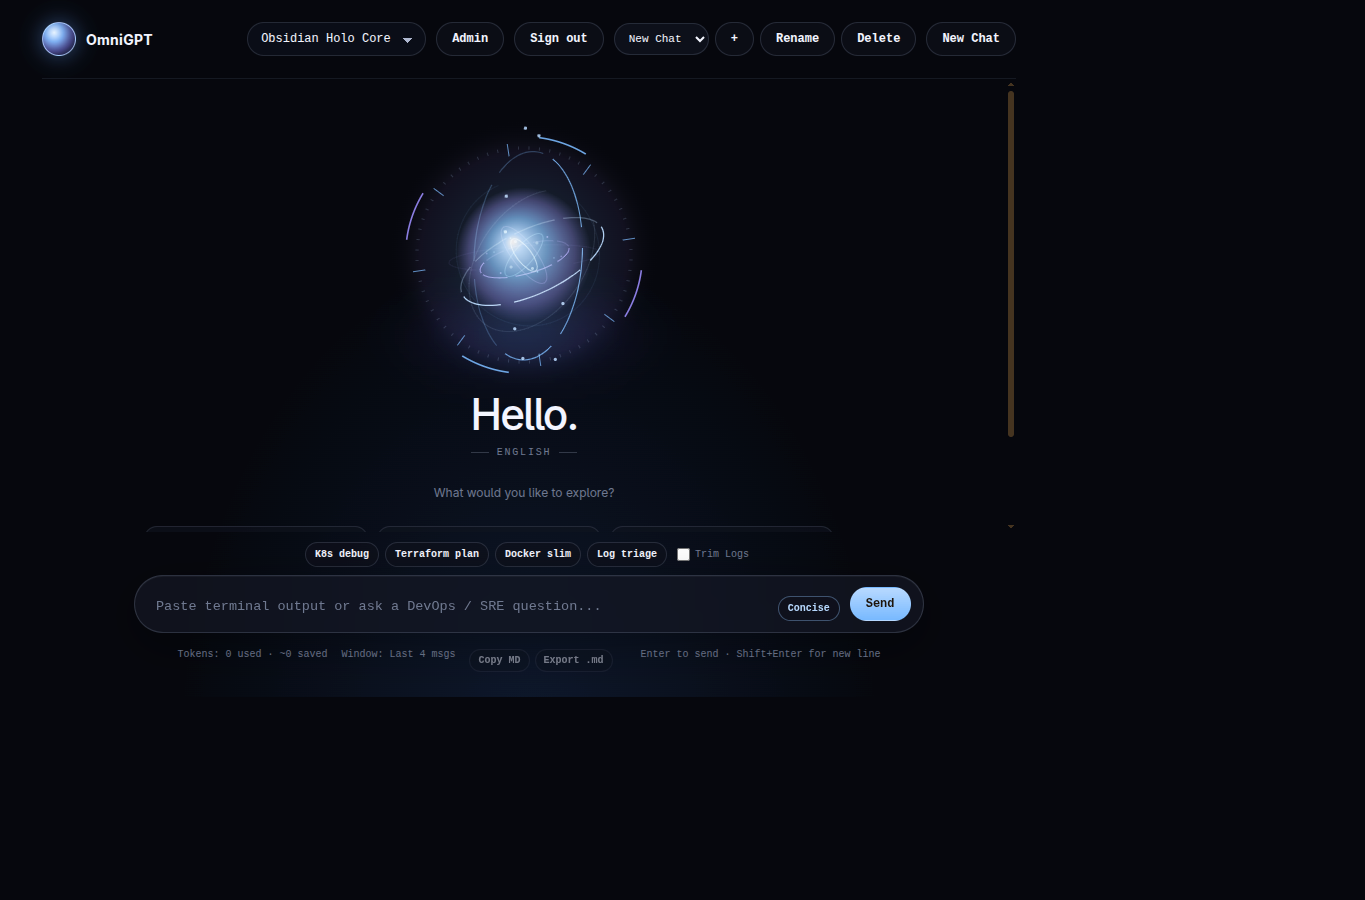 OmniGPT
Obsidian Holo Core
Admin
Sign out
New Chat
+
Rename
Delete
New Chat
Hello.
ENGLISH
What would you like to explore?
K8s debug
Terraform plan
Docker slim
Log triage
Trim Logs
Paste terminal output or ask a DevOps / SRE question...
Concise
Send
Tokens: 0 used · ~0 saved
Window: Last 4 msgs
Copy MD
Export .md
Enter to send · Shift+Enter for new line